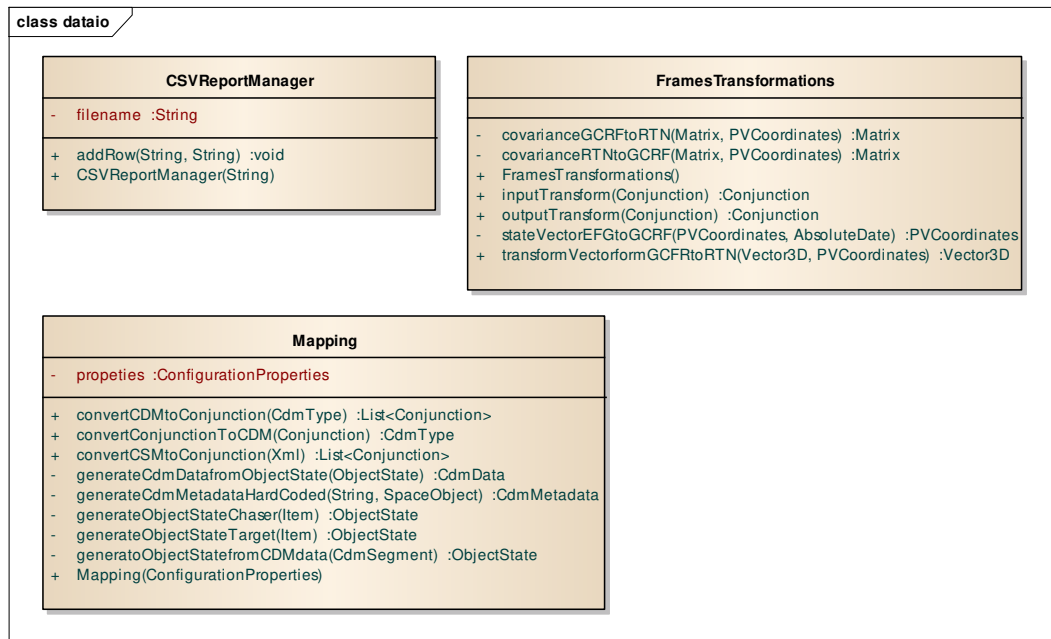 class dataio
CSVReportManager
- filename :String
+ addRow(String, String) :void
+ CSVReportManager(String)
FramesTransformations
- covarianceGCRFtoRTN(Matrix, PVCoordinates) :Matrix
- covarianceRTNtoGCRF(Matrix, PVCoordinates) :Matrix
+ FramesTransformations()
+ inputTransform(Conjunction) :Conjunction
+ outputTransform(Conjunction) :Conjunction
- stateVectorEFGtoGCRF(PVCoordinates, AbsoluteDate) :PVCoordinates
+ transformVectorformGCFRtoRTN(Vector3D, PVCoordinates) :Vector3D
Mapping
- propeties :ConfigurationProperties
+ convertCDMtoConjunction(CdmType) :List<Conjunction>
+ convertConjunctionToCDM(Conjunction) :CdmType
+ convertCSMtoConjunction(Xml) :List<Conjunction>
- generateCdmDatafromObjectState(ObjectState) :CdmData
- generateCdmMetadataHardCoded(String, SpaceObject) :CdmMetadata
- generateObjectStateChaser(Item) :ObjectState
- generateObjectStateTarget(Item) :ObjectState
- generatoObjectStatefromCDMdata(CdmSegment) :ObjectState
+ Mapping(ConfigurationProperties)